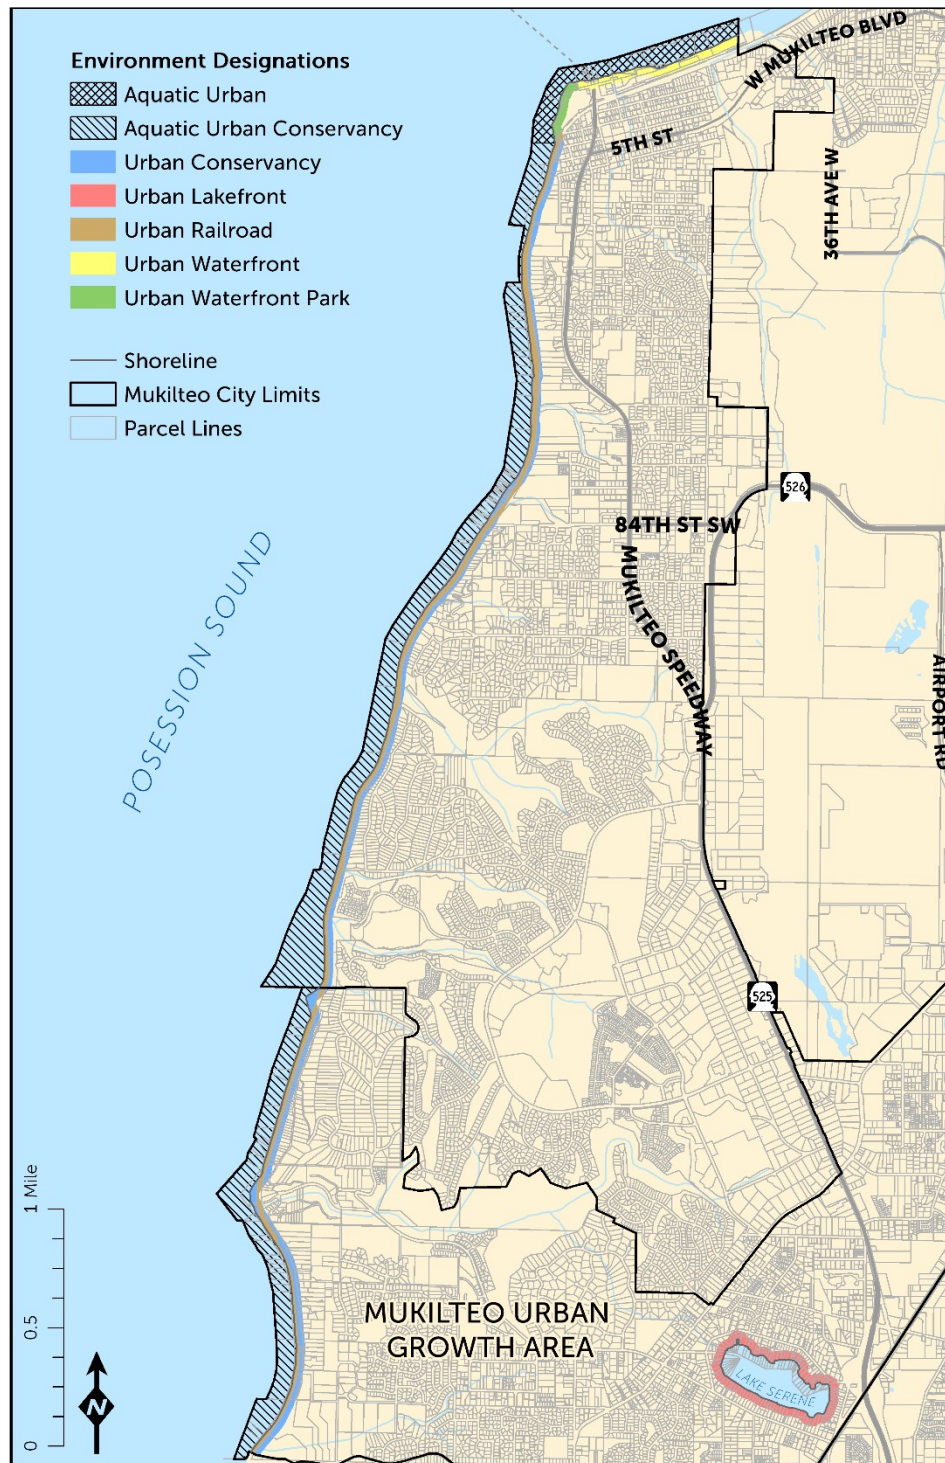 Environment Designations
Aquatic Urban
Aquatic Urban Conservancy
Urban Conservancy
Urban Lakefront
Urban Railroad
Urban Waterfront
Urban Waterfront Park
Shoreline
Mukilteo City Limits
Parcel Lines
W MUKILTEO BLVD
5TH ST
36TH AVE W
526
84TH ST SW
MUKILTEO SPEEDWAY
AIRPORT RD
POSESSION SOUND
525
1 Mile
0.5
0
N
MUKILTEO URBAN
GROWTH AREA
LAKE SERENE